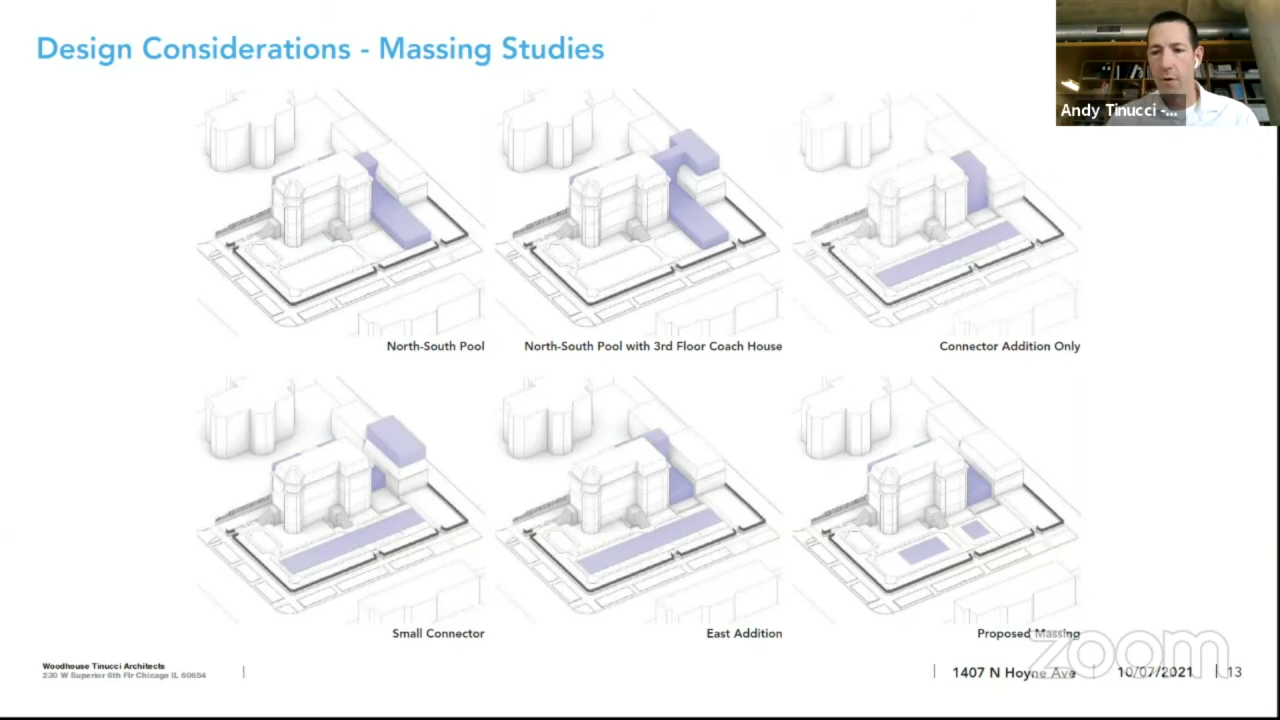 Design Considerations - Massing Studies
Andy Tinucci -...
North-South Pool
North-South Pool with 3rd Floor Coach House
Connector Addition Only
Small Connector
East Addition
Proposed Massing
Woodhouse Tinucci Architects
230 W Superior 6th Flr Chicago IL 60654
1407 N Hoyne Ave
10/07/2021
13
zoom